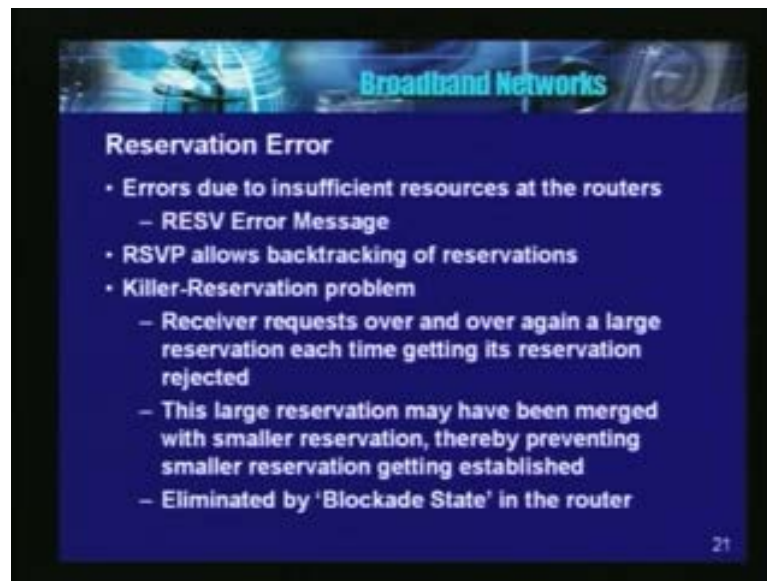 Broadband Networks
Reservation Error
• Errors due to insufficient resources at the routers
– RESV Error Message
• RSVP allows backtracking of reservations
• Killer-Reservation problem
– Receiver requests over and over again a large
reservation each time getting its reservation
rejected
– This large reservation may have been merged
with smaller reservation, thereby preventing
smaller reservation getting established
– Eliminated by 'Blockade State' in the router
21